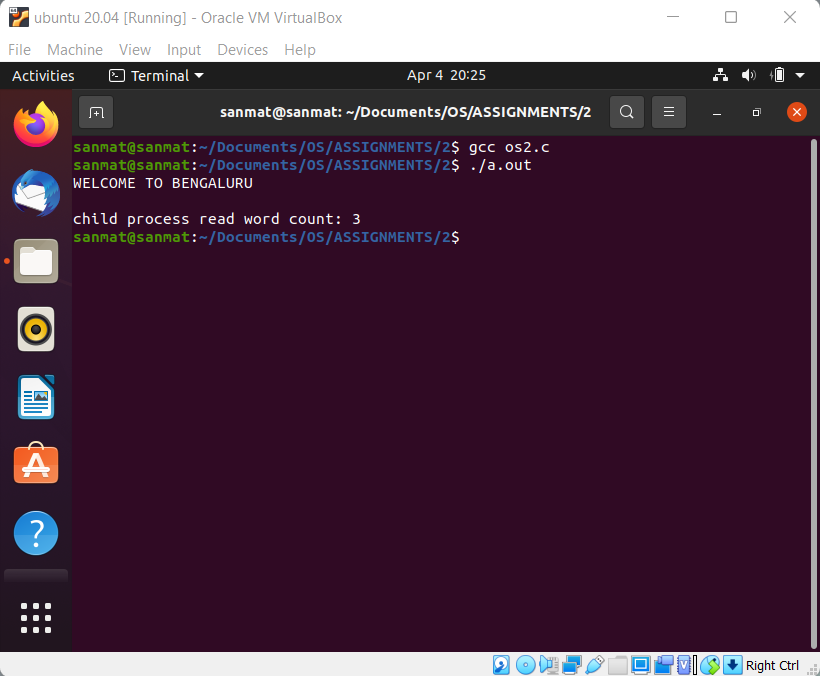 ubuntu 20.04 [Running] - Oracle VM VirtualBox
File Machine View Input Devices Help
Activities Terminal Apr 4 20:25
sanmat@sanmat: ~/Documents/OS/ASSIGNMENTS/2
sanmat@sanmat:~/Documents/OS/ASSIGNMENTS/2$ gcc os2.c
sanmat@sanmat:~/Documents/OS/ASSIGNMENTS/2$ ./a.out
WELCOME TO BENGALURU
child process read word count: 3
sanmat@sanmat:~/Documents/OS/ASSIGNMENTS/2$
Right Ctrl